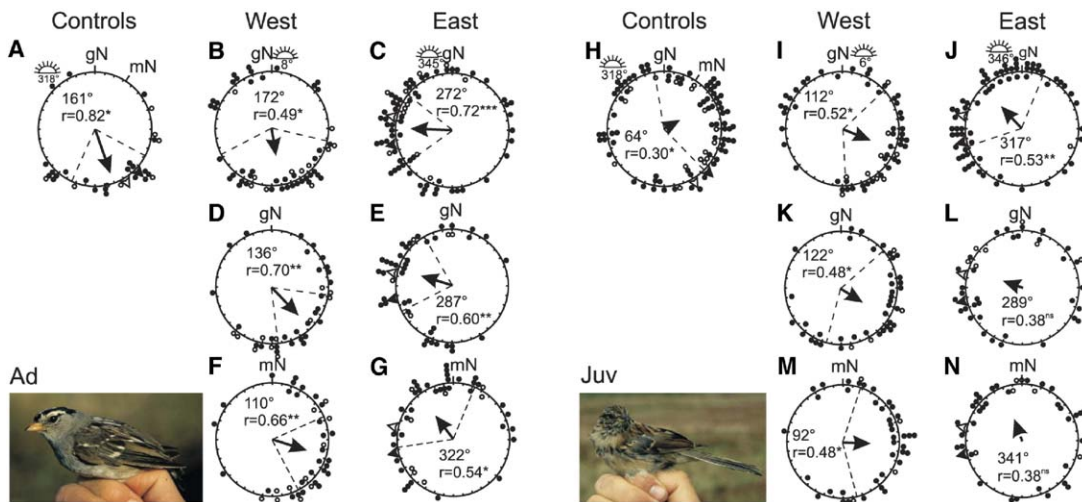 Controls West East Controls West East
A gN mN 318° 161° r=0.82*
B gN 8° 172° r=0.49*
C gN 345° 272° r=0.72***
H gN mN 318° 64° r=0.30*
I gN 6° 112° r=0.52*
J gN 346° 317° r=0.53**
D gN 136° r=0.70**
E gN 287° r=0.60**
K gN 122° r=0.48*
L gN 289° r=0.38ns
Ad
F mN 110° r=0.66**
G mN 322° r=0.54*
Juv
M mN 92° r=0.48*
N mN 341° r=0.38ns